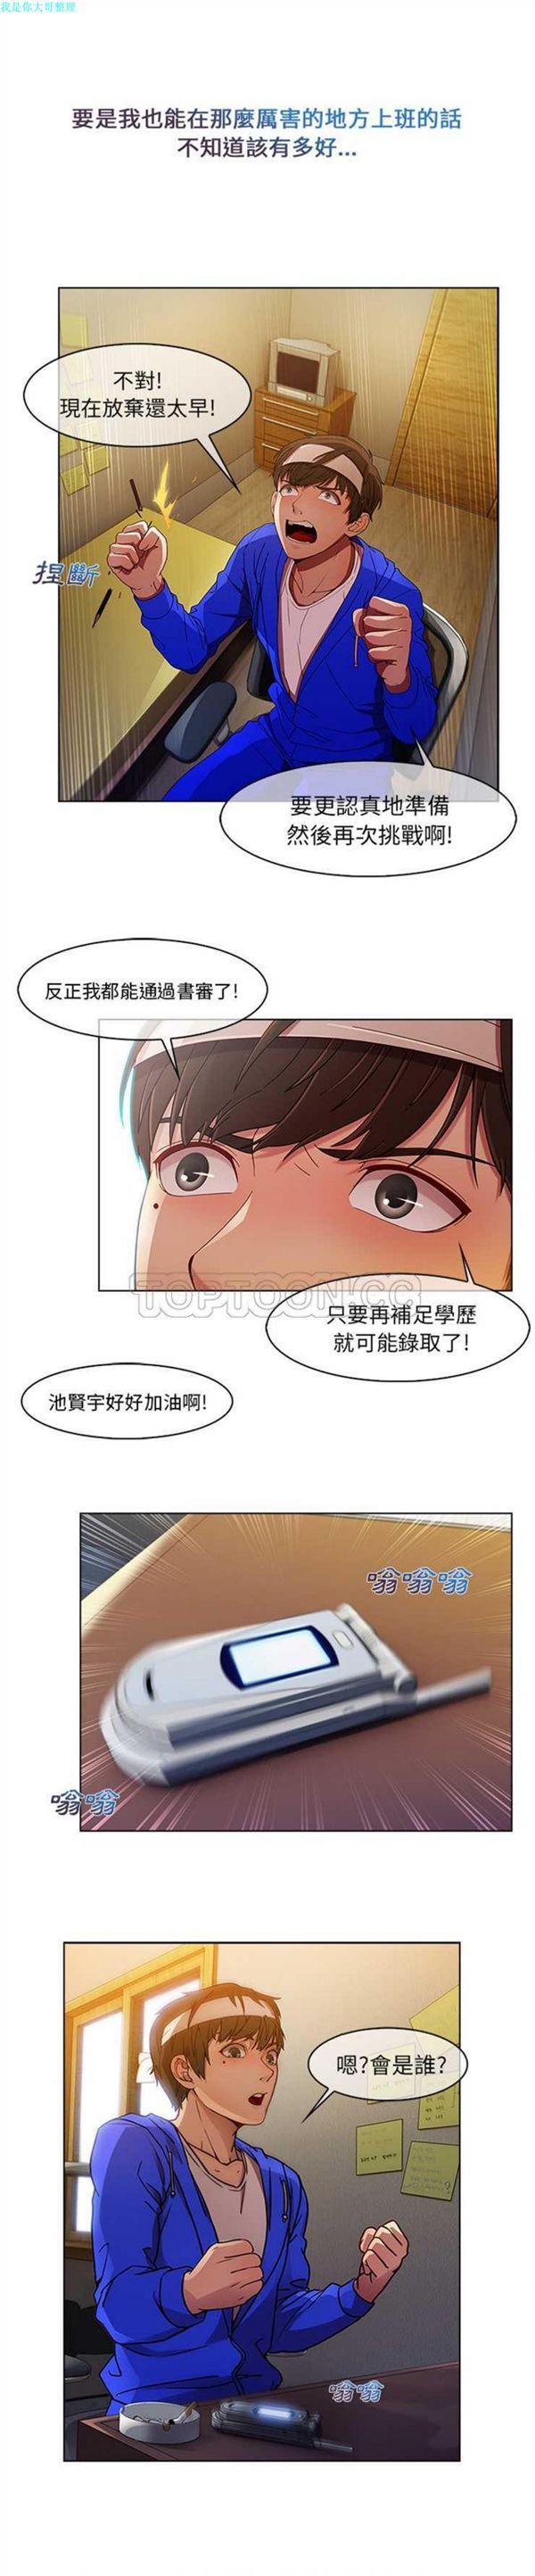 我是你大哥整理
要是我也能在那麼厲害的地方上班的話
不知道該有多好...
不對!
現在放棄還太早!
捏斷
要更認真地準備
然後再次挑戰啊!
反正我都能通過書審了!
TOPTOON.CC
只要再補足學歷
就可能錄取了!
池賢宇好好加油啊!
嗡嗡嗡
嗡嗡
嗯?會是誰?
嗡嗡